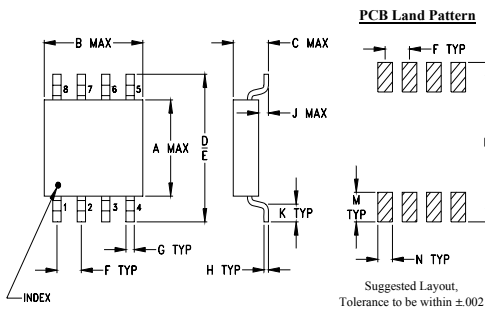 PCB Land Pattern
B MAX
C MAX
F TYP
8 7 6 5
J MAX
A MAX
D
E
K TYP
M
TYP
1 2 3 4
G TYP
F TYP
H TYP
N TYP
INDEX
Suggested Layout,
Tolerance to be within ±.002